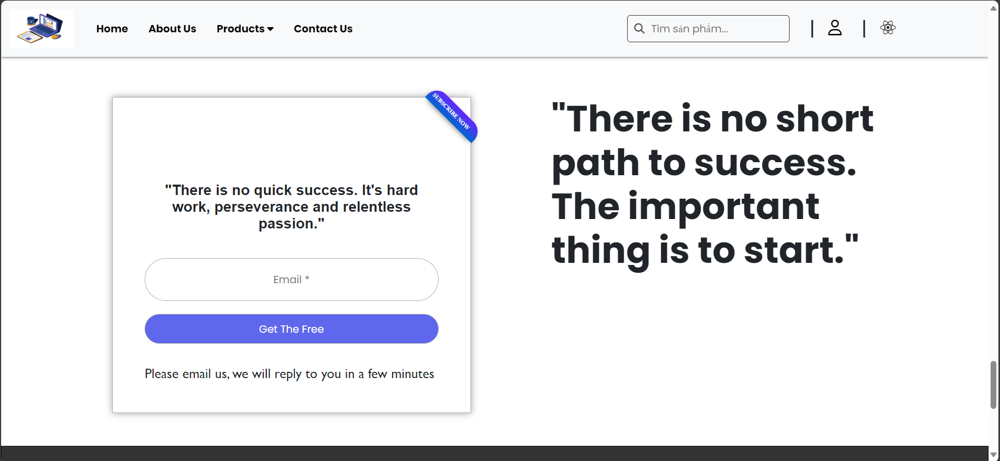 Home About Us Products Contact Us Tìm sản phẩm...
SUBSCRIBE NOW
"There is no quick success. It's hard
work, perseverance and relentless
passion."
Email *
Get The Free
Please email us, we will reply to you in a few minutes
"There is no short
path to success.
The important
thing is to start."